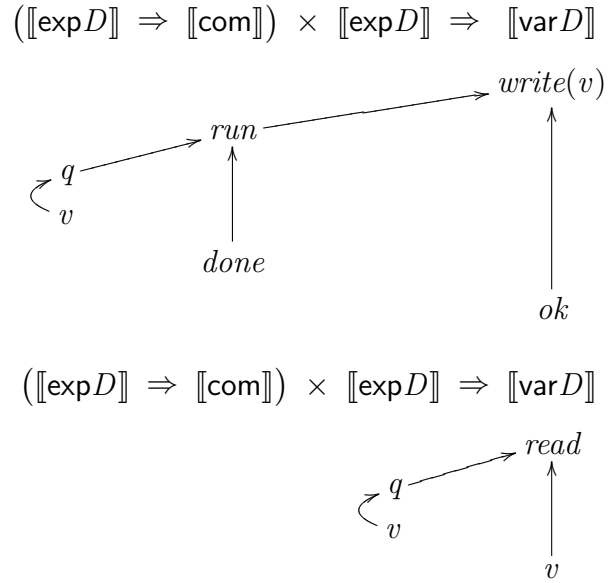 (⟦expD⟧ ⇒ ⟦com⟧) × ⟦expD⟧ ⇒ ⟦varD⟧
write(v)
run
q
v
done
ok
(⟦expD⟧ ⇒ ⟦com⟧) × ⟦expD⟧ ⇒ ⟦varD⟧
read
q
v
v